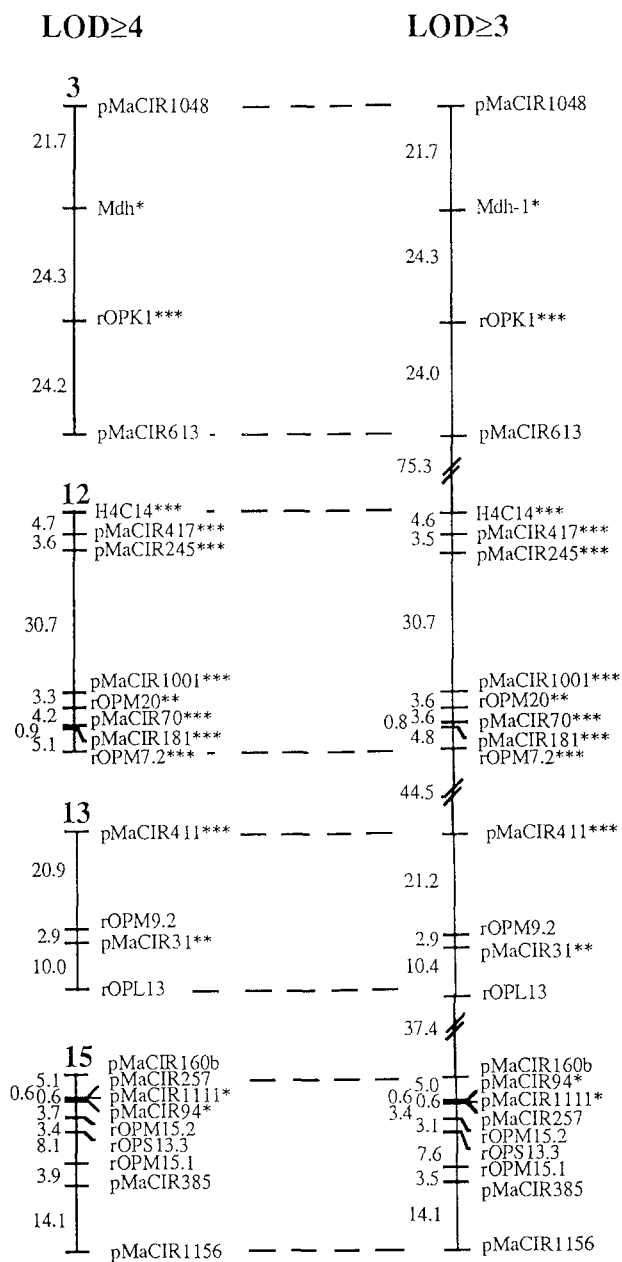 LOD≥4
3
pMaCIR1048
21.7
Mdh*
24.3
rOPK1***
24.2
pMaCIR613
12
H4C14***
4.7
pMaCIR417***
3.6
pMaCIR245***
30.7
pMaCIR1001***
3.3
rOPM20**
4.2
pMaCIR70***
0.9
pMaCIR181***
5.1
rOPM7.2***
13
pMaCIR411***
20.9
rOPM9.2
2.9
pMaCIR31**
10.0
rOPL13
15
pMaCIR160b
5.1
pMaCIR257
0.6 0.6
pMaCIR1111*
3.7
pMaCIR94*
3.4
rOPM15.2
8.1
rOPS13.3
rOPM15.1
3.9
pMaCIR385
14.1
pMaCIR1156
LOD≥3
pMaCIR1048
21.7
Mdh-1*
24.3
rOPK1***
24.0
pMaCIR613
75.3
H4C14***
4.6
pMaCIR417***
3.5
pMaCIR245***
30.7
pMaCIR1001***
3.6
rOPM20**
3.6
pMaCIR70***
0.8
pMaCIR181***
4.8
rOPM7.2***
44.5
pMaCIR411***
21.2
rOPM9.2
2.9
pMaCIR31**
10.4
rOPL13
37.4
pMaCIR160b
5.0
pMaCIR94*
0.6 0.6
pMaCIR1111*
3.4
pMaCIR257
3.1
rOPM15.2
rOPS13.3
7.6
rOPM15.1
3.5
pMaCIR385
14.1
pMaCIR1156